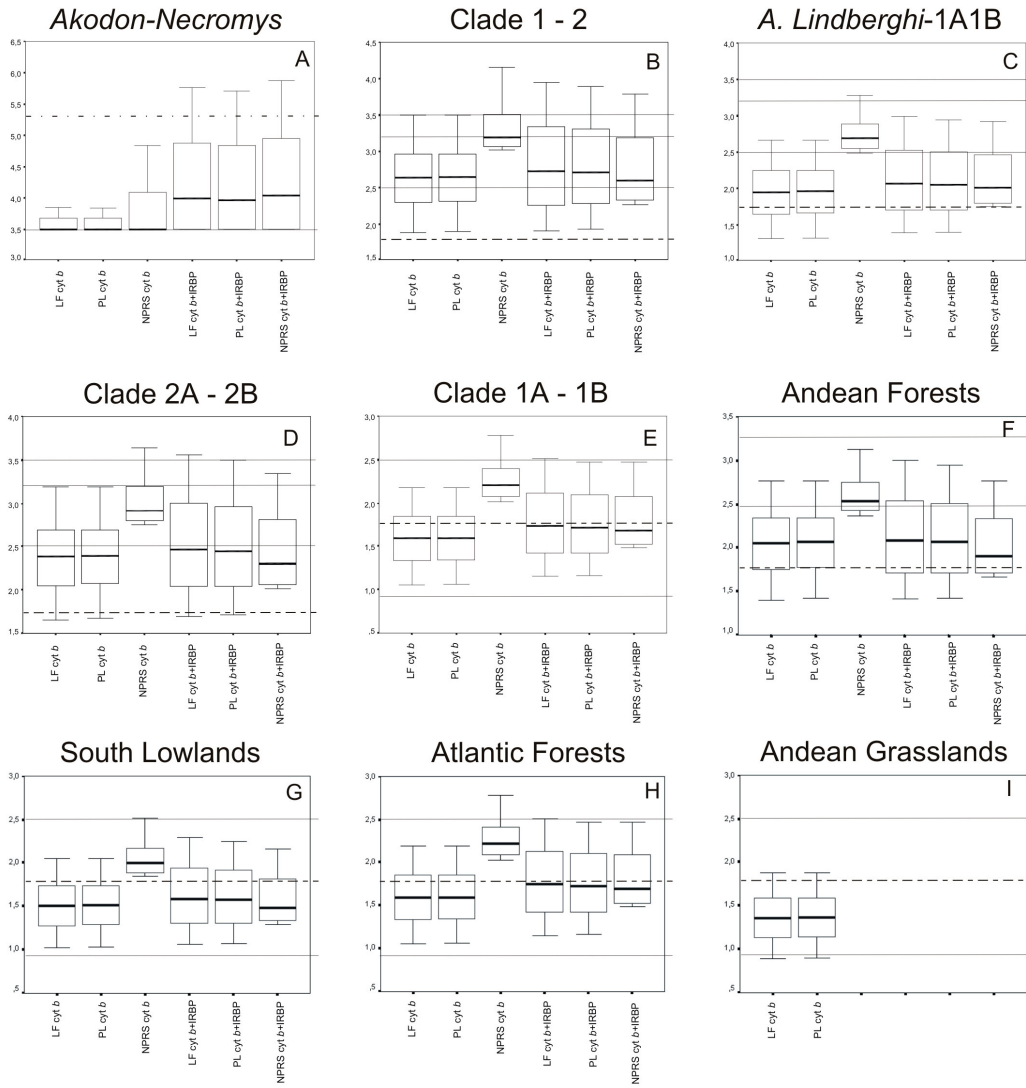 Akodon-Necromys
Clade 1 - 2
A. Lindberghi-1A1B
A
6,5
6,0
5,5
5,0
4,5
4,0
3,5
3,0
LF cyt b
PL cyt b
NPRS cyt b
LF cyt b+IRBP
PL cyt b+IRBP
NPRS cyt b+IRBP
B
4,5
4,0
3,5
3,0
2,5
2,0
1,5
LF cyt b
PL cyt b
NPRS cyt b
LF cyt b+IRBP
PL cyt b+IRBP
NPRS cyt b+IRBP
C
4,0
3,5
3,0
2,5
2,0
1,5
1,0
LF cyt b
PL cyt b
NPRS cyt b
LF cyt b+IRBP
PL cyt b+IRBP
NPRS cyt b+IRBP
Clade 2A - 2B
Clade 1A - 1B
Andean Forests
D
4,0
3,5
3,0
2,5
2,0
1,5
LF cyt b
PL cyt b
NPRS cyt b
LF cyt b+IRBP
PL cyt b+IRBP
NPRS cyt b+IRBP
E
3,0
2,5
2,0
1,5
1,0
,5
LF cyt b
PL cyt b
NPRS cyt b
LF cyt b+IRBP
PL cyt b+IRBP
NPRS cyt b+IRBP
F
3,5
3,0
2,5
2,0
1,5
1,0
LF cyt b
PL cyt b
NPRS cyt b
LF cyt b+IRBP
PL cyt b+IRBP
NPRS cyt b+IRBP
South Lowlands
Atlantic Forests
Andean Grasslands
G
3,0
2,5
2,0
1,5
1,0
,5
LF cyt b
PL cyt b
NPRS cyt b
LF cyt b+IRBP
PL cyt b+IRBP
NPRS cyt b+IRBP
H
3,0
2,5
2,0
1,5
1,0
,5
LF cyt b
PL cyt b
NPRS cyt b
LF cyt b+IRBP
PL cyt b+IRBP
NPRS cyt b+IRBP
I
3,0
2,5
2,0
1,5
1,0
,5
LF cyt b
PL cyt b